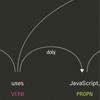 dobj
uses JavaScript.
VERB PROPN